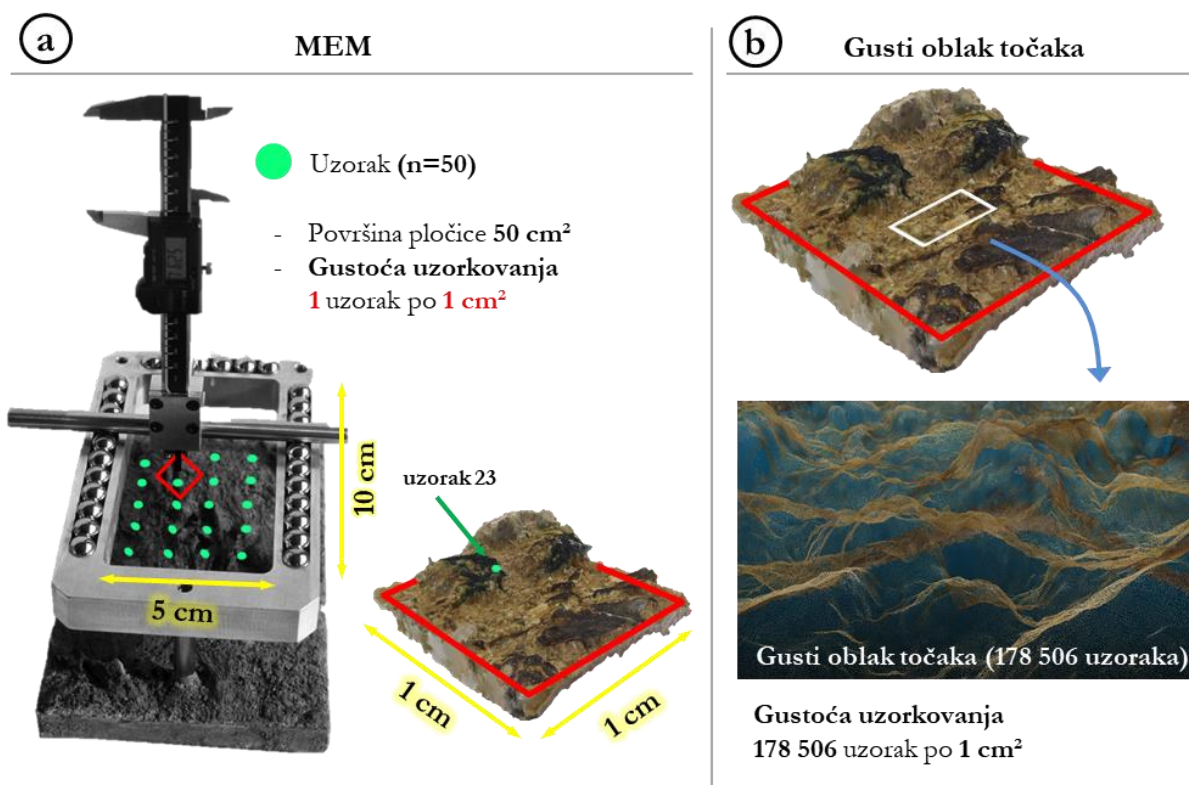 a
MEM
Uzorak (n=50)
- Površina pločice 50 cm²
- Gustoća uzorkovanja
1 uzorak po 1 cm²
10 cm
5 cm
uzorak 23
1 cm
1 cm
b
Gusti oblak točaka
Gusti oblak točaka (178 506 uzoraka)
Gustoća uzorkovanja
178 506 uzorak po 1 cm²